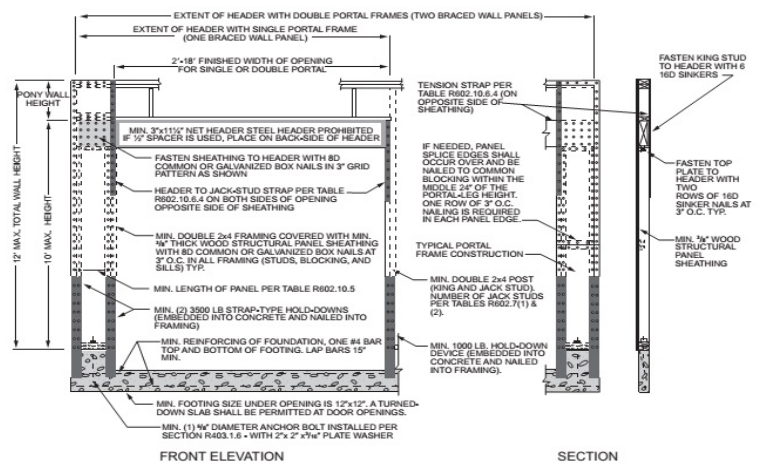 EXTENT OF HEADER WITH DOUBLE PORTAL FRAMES (TWO BRACED WALL PANELS)
EXTENT OF HEADER WITH SINGLE PORTAL FRAME
(ONE BRACED WALL PANEL)
2'-18' FINISHED WIDTH OF OPENING
FOR SINGLE OR DOUBLE PORTAL
PONY WALL
HEIGHT
12' MAX. TOTAL WALL HEIGHT
10' MAX. HEIGHT
MIN. 3"x11¼" NET HEADER STEEL HEADER PROHIBITED
IF ½" SPACER IS USED, PLACE ON BACK-SIDE OF HEADER
FASTEN SHEATHING TO HEADER WITH 8D
COMMON OR GALVANIZED BOX NAILS IN 3" GRID
PATTERN AS SHOWN
HEADER TO JACK-STUD STRAP PER TABLE
R602.10.6.4 ON BOTH SIDES OF OPENING
OPPOSITE SIDE OF SHEATHING
MIN. DOUBLE 2x4 FRAMING COVERED WITH MIN.
³/₈" THICK WOOD STRUCTURAL PANEL SHEATHING
WITH 8D COMMON OR GALVANIZED BOX NAILS AT
3" O.C. IN ALL FRAMING (STUDS, BLOCKING, AND
SILLS) TYP.
MIN. LENGTH OF PANEL PER TABLE R602.10.5
MIN. (2) 3500 LB STRAP-TYPE HOLD-DOWNS
(EMBEDDED INTO CONCRETE AND NAILED INTO
FRAMING)
MIN. REINFORCING OF FOUNDATION, ONE #4 BAR
TOP AND BOTTOM OF FOOTING. LAP BARS 15"
MIN.
MIN. FOOTING SIZE UNDER OPENING IS 12"x12". A TURNED-
DOWN SLAB SHALL BE PERMITTED AT DOOR OPENINGS.
MIN. (1) ⁵/₈" DIAMETER ANCHOR BOLT INSTALLED PER
SECTION R403.1.6 - WITH 2"x 2" x³/₁₆" PLATE WASHER
FRONT ELEVATION
TENSION STRAP PER
TABLE R602.10.6.4 (ON
OPPOSITE SIDE OF
SHEATHING)
IF NEEDED, PANEL
SPLICE EDGES SHALL
OCCUR OVER AND BE
NAILED TO COMMON
BLOCKING WITHIN THE
MIDDLE 24" OF THE
PORTAL-LEG HEIGHT.
ONE ROW OF 3" O.C.
NAILING IS REQUIRED
IN EACH PANEL EDGE.
TYPICAL PORTAL
FRAME CONSTRUCTION
MIN. DOUBLE 2x4 POST
(KING AND JACK STUD).
NUMBER OF JACK STUDS
PER TABLES R602.7(1) &
(2).
MIN. 1000 LB. HOLD-DOWN
DEVICE (EMBEDDED INTO
CONCRETE AND NAILED
INTO FRAMING).
FASTEN KING STUD
TO HEADER WITH 6
16D SINKERS
FASTEN TOP
PLATE TO
HEADER WITH
TWO
ROWS OF 16D
SINKER NAILS AT
3" O.C. TYP.
MIN. ³/₈" WOOD
STRUCTURAL
PANEL
SHEATHING
SECTION